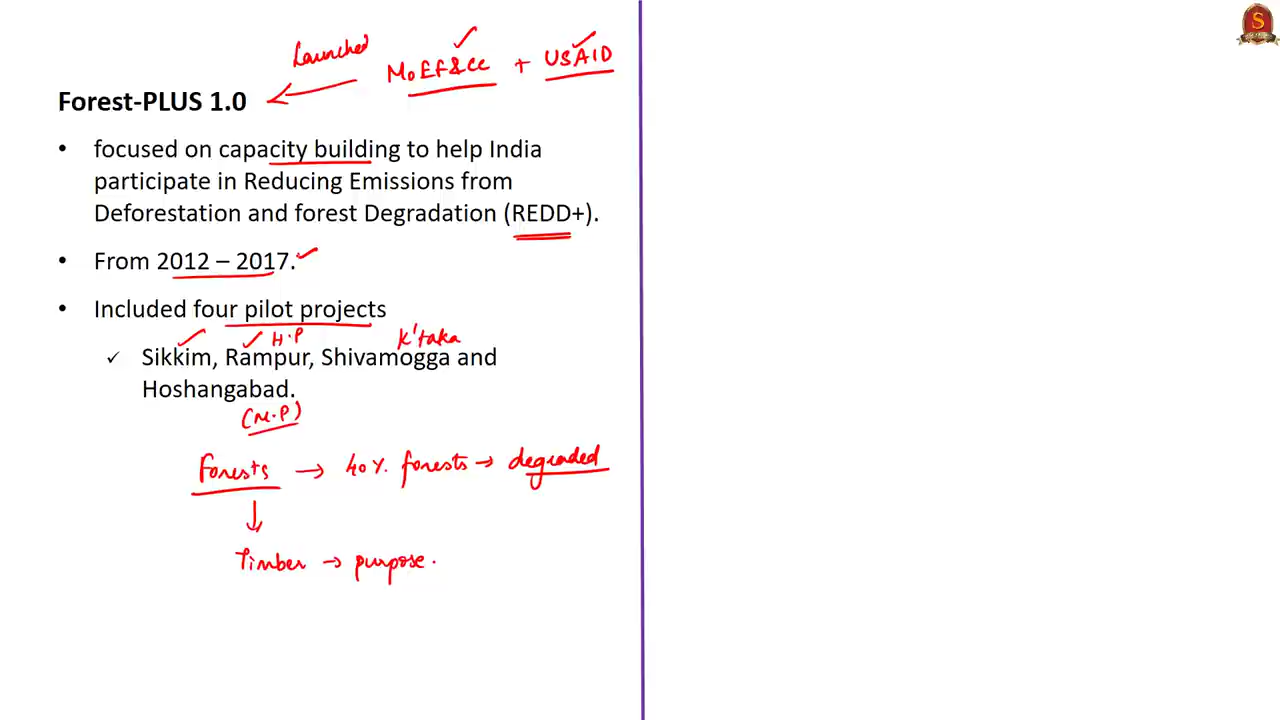 Launched
MoEF&cc + USAID
Forest-PLUS 1.0
• focused on capacity building to help India
participate in Reducing Emissions from
Deforestation and forest Degradation (REDD+).
• From 2012 – 2017.
• Included four pilot projects
H.P K'taka
✓ Sikkim, Rampur, Shivamogga and
Hoshangabad.
(M.P)
Forests → 40%. forests → degraded
↓
Timber → purpose.
S